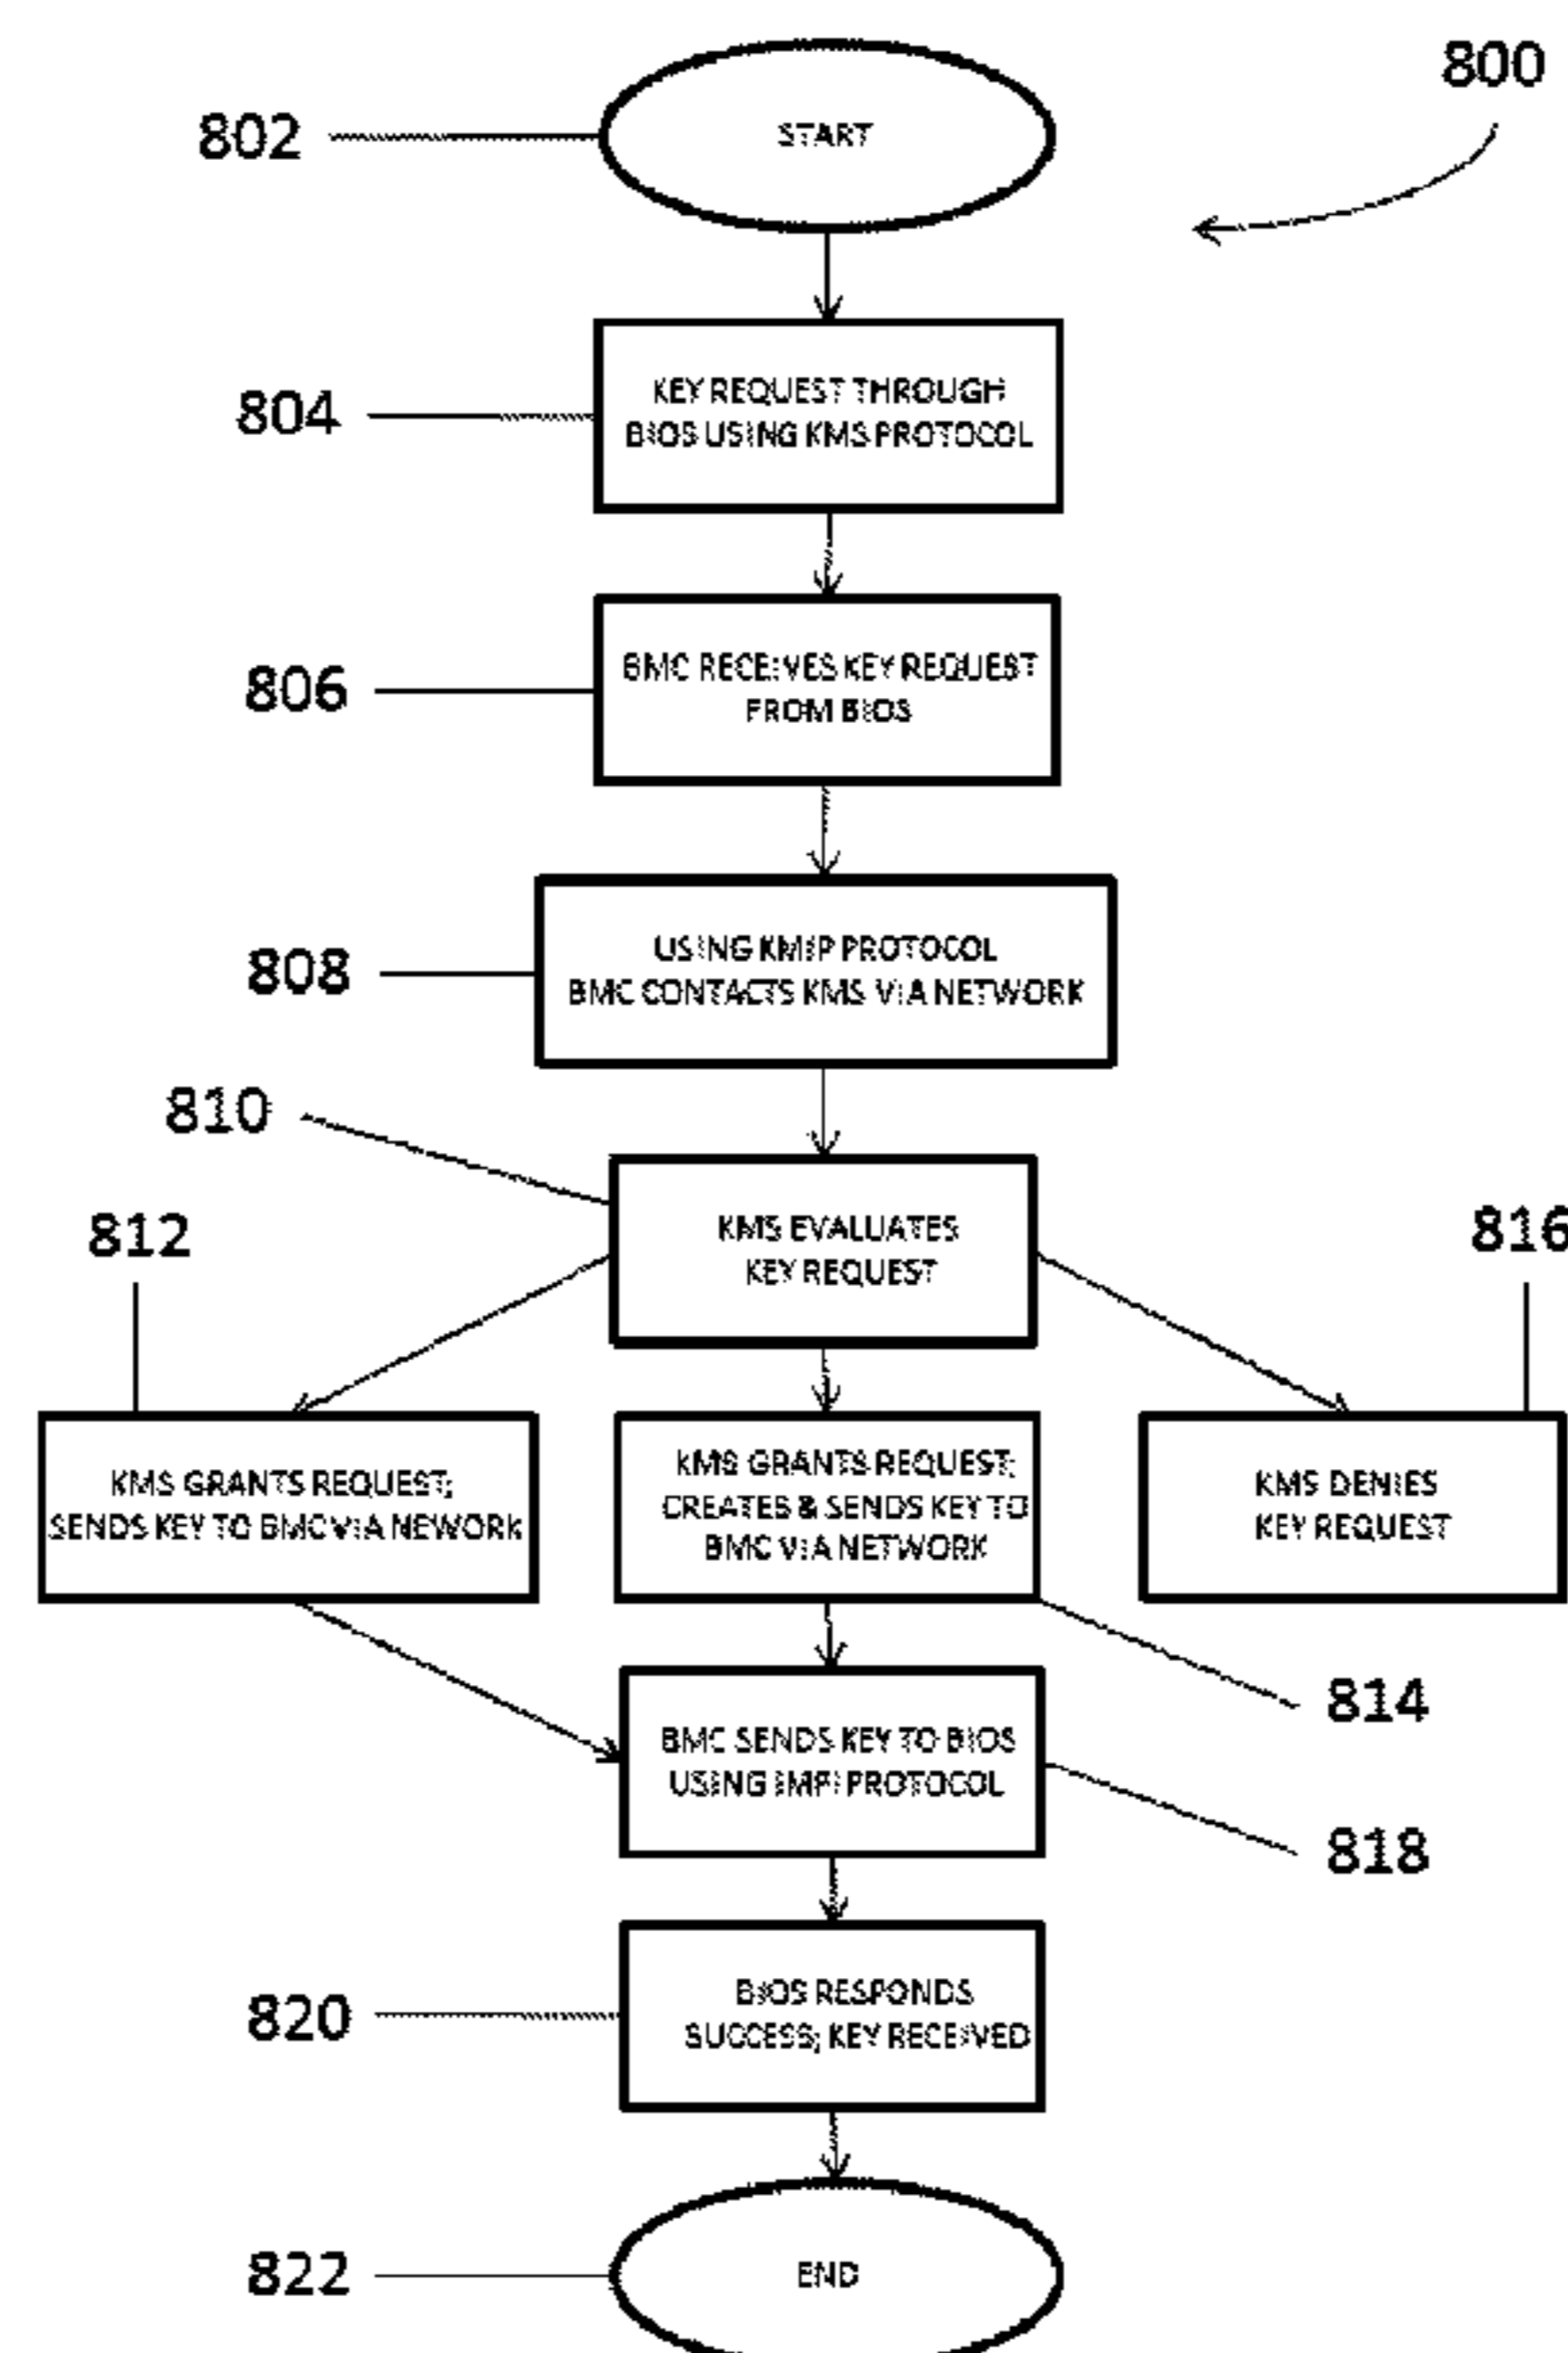 800
802
START
804
KEY REQUEST THROUGH
BIOS USING KMS PROTOCOL
806
BMC RECEIVES KEY REQUEST
FROM BIOS
808
USING KMIP PROTOCOL
BMC CONTACTS KMS VIA NETWORK
810
KMS EVALUATES
KEY REQUEST
812
816
KMS GRANTS REQUEST;
SENDS KEY TO BMC VIA NEWORK
KMS GRANTS REQUEST;
CREATES & SENDS KEY TO
BMC VIA NETWORK
KMS DENIES
KEY REQUEST
814
BMC SENDS KEY TO BIOS
USING IMPI PROTOCOL
818
820
BIOS RESPONDS
SUCCESS; KEY RECEIVED
822
END